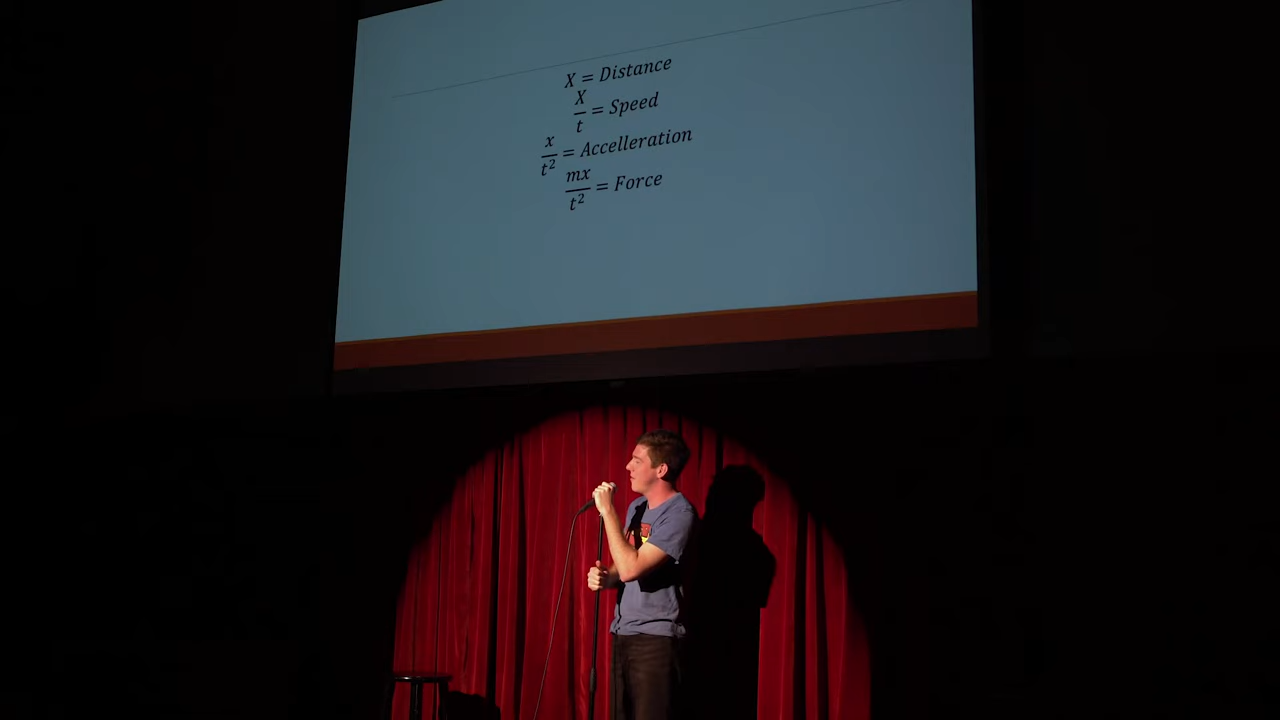 X = Distance
X/t = Speed
x/t² = Accelleration
mx/t² = Force